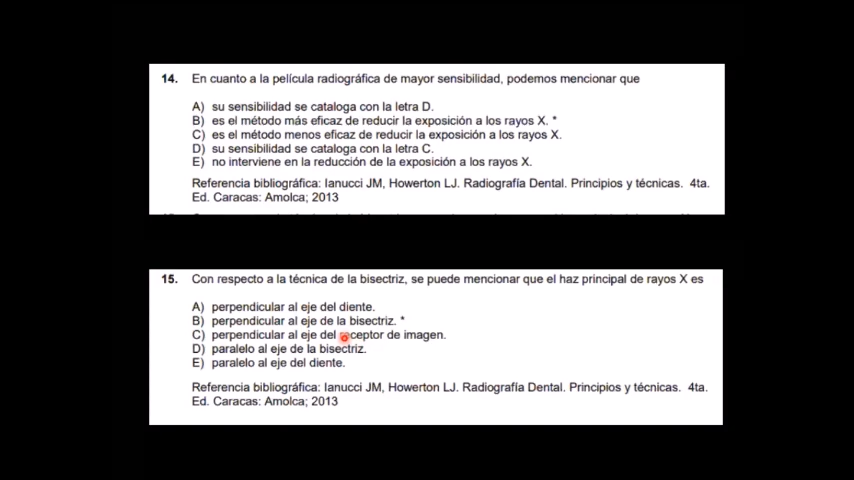 14. En cuanto a la película radiográfica de mayor sensibilidad, podemos mencionar que
A) su sensibilidad se cataloga con la letra D.
B) es el método más eficaz de reducir la exposición a los rayos X. *
C) es el método menos eficaz de reducir la exposición a los rayos X.
D) su sensibilidad se cataloga con la letra C.
E) no interviene en la reducción de la exposición a los rayos X.
Referencia bibliográfica: Ianucci JM, Howerton LJ. Radiografía Dental. Principios y técnicas. 4ta.
Ed. Caracas: Amolca; 2013
15. Con respecto a la técnica de la bisectriz, se puede mencionar que el haz principal de rayos X es
A) perpendicular al eje del diente.
B) perpendicular al eje de la bisectriz. *
C) perpendicular al eje del receptor de imagen.
D) paralelo al eje de la bisectriz.
E) paralelo al eje del diente.
Referencia bibliográfica: Ianucci JM, Howerton LJ. Radiografía Dental. Principios y técnicas. 4ta.
Ed. Caracas: Amolca; 2013